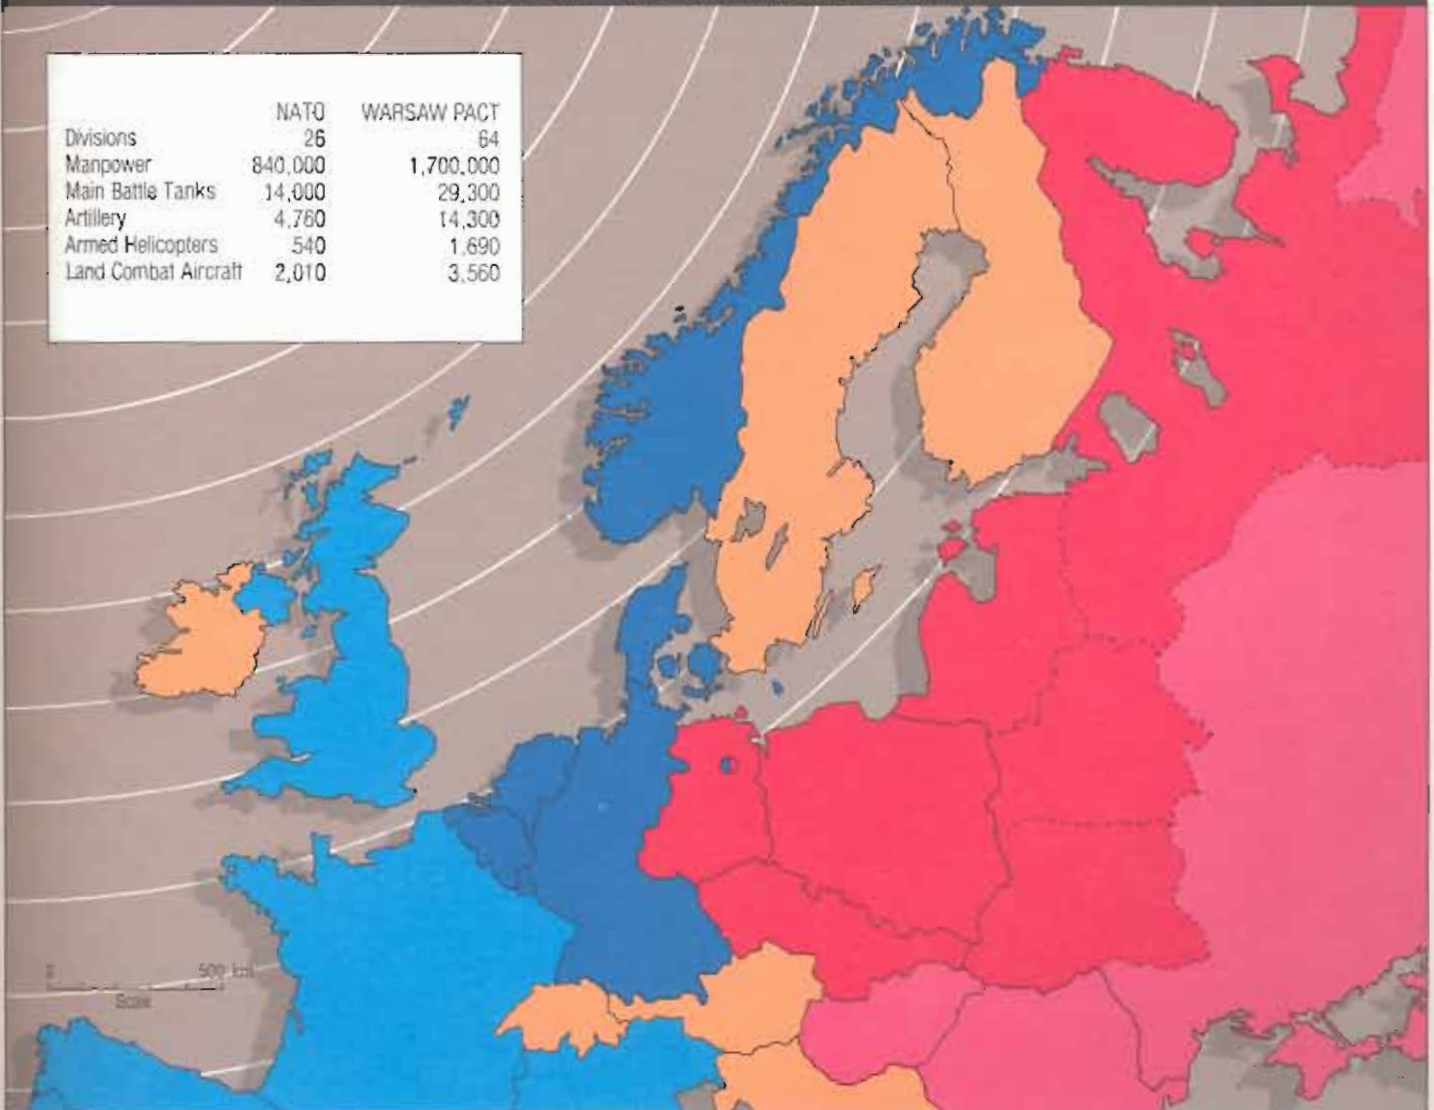 NATO WARSAW PACT
Divisions 26 64
Manpower 840,000 1,700,000
Main Battle Tanks 14,000 29,300
Artillery 4,760 14,300
Armed Helicopters 540 1,690
Land Combat Aircraft 2,010 3,560
0 500 km
Scale